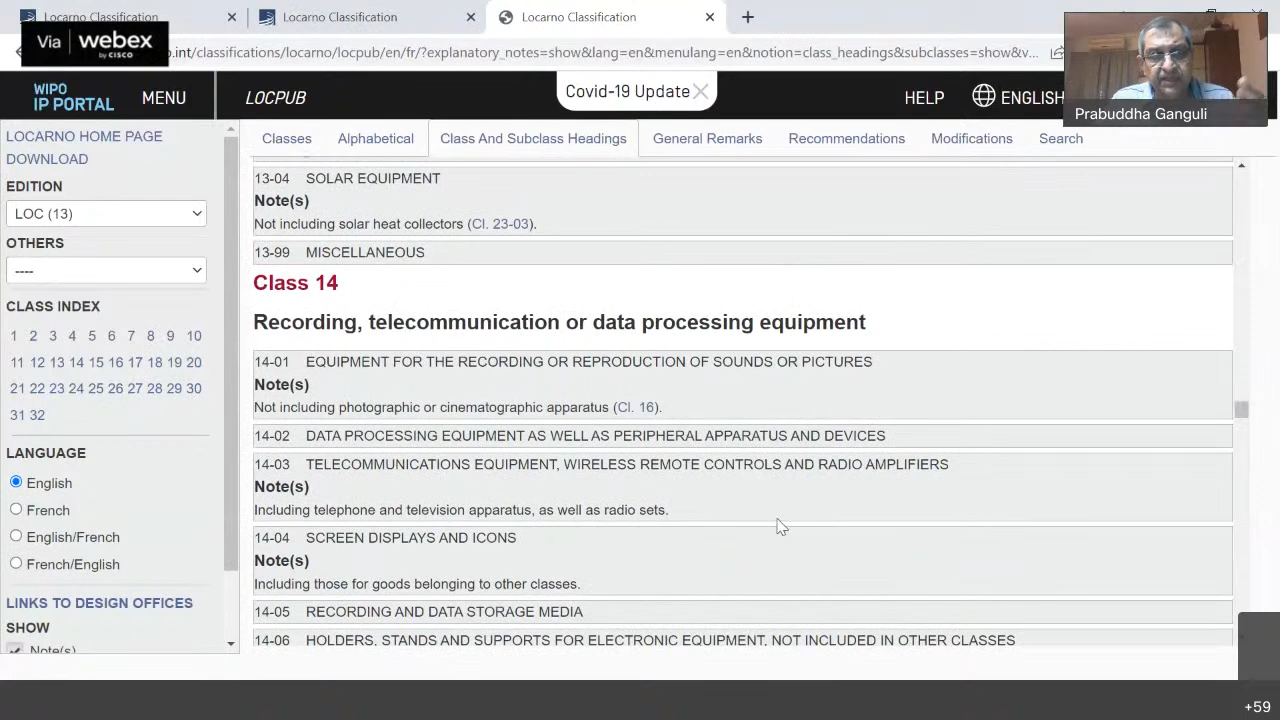 Locarno Classification
Locarno Classification
Locarno Classification
Via webex
by CISCO
.int/classifications/locarno/locpub/en/fr/?explanatory_notes=show&lang=en&menulang=en&notion=class_headings&subclasses=show&v...
Prabuddha Ganguli
WIPO
IP PORTAL
MENU
LOCPUB
Covid-19 Update
HELP
ENGLISH
LOCARNO HOME PAGE
DOWNLOAD
EDITION
LOC (13)
OTHERS
----
CLASS INDEX
1 2 3 4 5 6 7 8 9 10
11 12 13 14 15 16 17 18 19 20
21 22 23 24 25 26 27 28 29 30
31 32
LANGUAGE
English
French
English/French
French/English
LINKS TO DESIGN OFFICES
SHOW
Note(s)
Classes Alphabetical Class And Subclass Headings General Remarks Recommendations Modifications Search
13-04 SOLAR EQUIPMENT
Note(s)
Not including solar heat collectors (Cl. 23-03).
13-99 MISCELLANEOUS
Class 14
Recording, telecommunication or data processing equipment
14-01 EQUIPMENT FOR THE RECORDING OR REPRODUCTION OF SOUNDS OR PICTURES
Note(s)
Not including photographic or cinematographic apparatus (Cl. 16).
14-02 DATA PROCESSING EQUIPMENT AS WELL AS PERIPHERAL APPARATUS AND DEVICES
14-03 TELECOMMUNICATIONS EQUIPMENT, WIRELESS REMOTE CONTROLS AND RADIO AMPLIFIERS
Note(s)
Including telephone and television apparatus, as well as radio sets.
14-04 SCREEN DISPLAYS AND ICONS
Note(s)
Including those for goods belonging to other classes.
14-05 RECORDING AND DATA STORAGE MEDIA
14-06 HOLDERS, STANDS AND SUPPORTS FOR ELECTRONIC EQUIPMENT, NOT INCLUDED IN OTHER CLASSES
+59